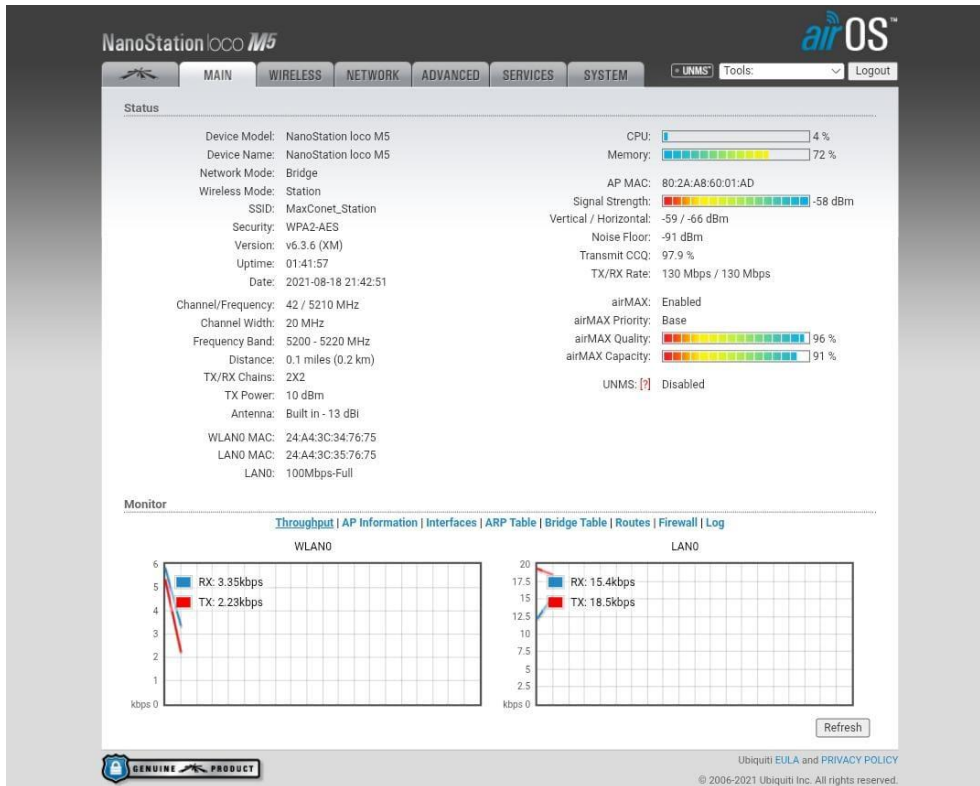 NanoStation loco M5
airOS™
MAIN WIRELESS NETWORK ADVANCED SERVICES SYSTEM UNMS Tools: Logout
Status
Device Model: NanoStation loco M5
Device Name: NanoStation loco M5
Network Mode: Bridge
Wireless Mode: Station
SSID: MaxConet_Station
Security: WPA2-AES
Version: v6.3.6 (XM)
Uptime: 01:41:57
Date: 2021-08-18 21:42:51
Channel/Frequency: 42 / 5210 MHz
Channel Width: 20 MHz
Frequency Band: 5200 - 5220 MHz
Distance: 0.1 miles (0.2 km)
TX/RX Chains: 2X2
TX Power: 10 dBm
Antenna: Built in - 13 dBi
WLAN0 MAC: 24:A4:3C:34:76:75
LAN0 MAC: 24:A4:3C:35:76:75
LAN0: 100Mbps-Full
CPU: 4 %
Memory: 72 %
AP MAC: 80:2A:A8:60:01:AD
Signal Strength: -58 dBm
Vertical / Horizontal: -59 / -66 dBm
Noise Floor: -91 dBm
Transmit CCQ: 97.9 %
TX/RX Rate: 130 Mbps / 130 Mbps
airMAX: Enabled
airMAX Priority: Base
airMAX Quality: 96 %
airMAX Capacity: 91 %
UNMS: [?] Disabled
Monitor
Throughput | AP Information | Interfaces | ARP Table | Bridge Table | Routes | Firewall | Log
WLAN0
6
5
4
3
2
1
kbps 0
RX: 3.35kbps
TX: 2.23kbps
LAN0
20
17.5
15
12.5
10
7.5
5
2.5
kbps 0
RX: 15.4kbps
TX: 18.5kbps
Refresh
GENUINE PRODUCT
Ubiquiti EULA and PRIVACY POLICY
© 2006-2021 Ubiquiti Inc. All rights reserved.